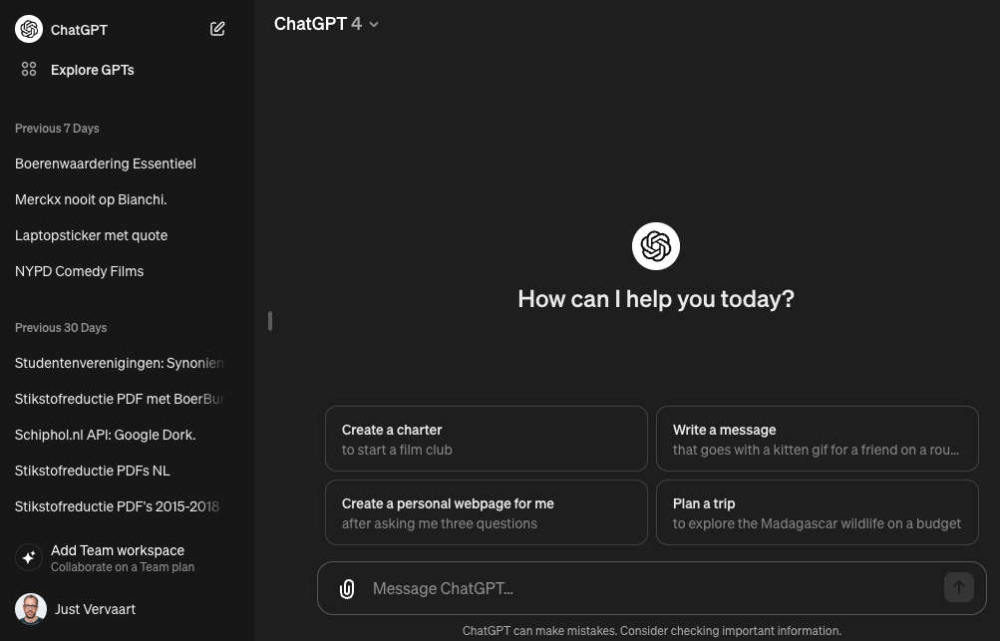 ChatGPT
Explore GPTs
Previous 7 Days
Boerenwaardering Essentieel
Merckx nooit op Bianchi.
Laptopsticker met quote
NYPD Comedy Films
Previous 30 Days
Studentenverenigingen: Synoniem
Stikstofreductie PDF met BoerBur
Schiphol.nl API: Google Dork.
Stikstofreductie PDFs NL
Stikstofreductie PDF's 2015-2018
Add Team workspace
Collaborate on a Team plan
Just Vervaart
ChatGPT 4
How can I help you today?
Create a charter
to start a film club
Write a message
that goes with a kitten gif for a friend on a rou...
Create a personal webpage for me
after asking me three questions
Plan a trip
to explore the Madagascar wildlife on a budget
Message ChatGPT...
ChatGPT can make mistakes. Consider checking important information.